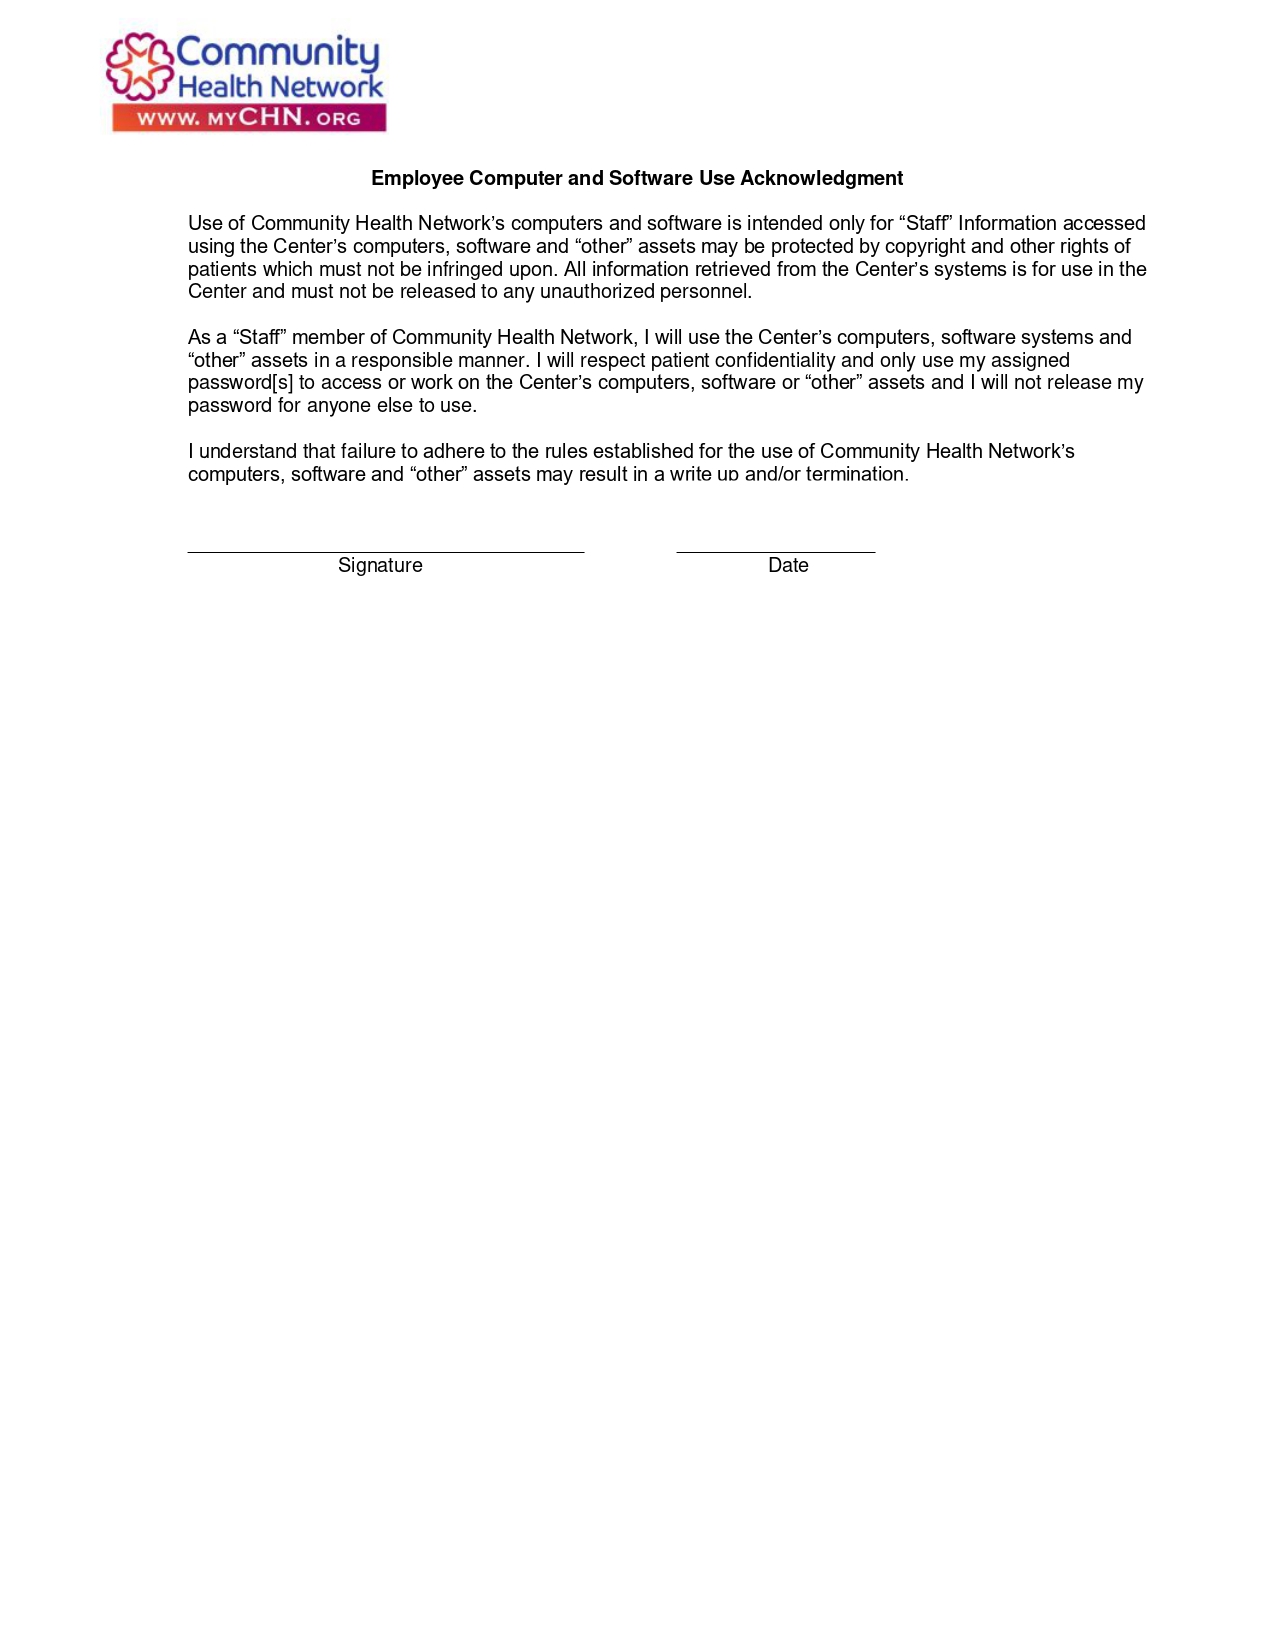 Community
Health Network
www. myCHN. org
Employee Computer and Software Use Acknowledgment
Use of Community Health Network’s computers and software is intended only for “Staff” Information accessed
using the Center’s computers, software and “other” assets may be protected by copyright and other rights of
patients which must not be infringed upon. All information retrieved from the Center’s systems is for use in the
Center and must not be released to any unauthorized personnel.
As a “Staff” member of Community Health Network, I will use the Center’s computers, software systems and
“other” assets in a responsible manner. I will respect patient confidentiality and only use my assigned
password[s] to access or work on the Center’s computers, software or “other” assets and I will not release my
password for anyone else to use.
I understand that failure to adhere to the rules established for the use of Community Health Network’s
computers, software and “other” assets may result in a write up and/or termination.
Signature Date